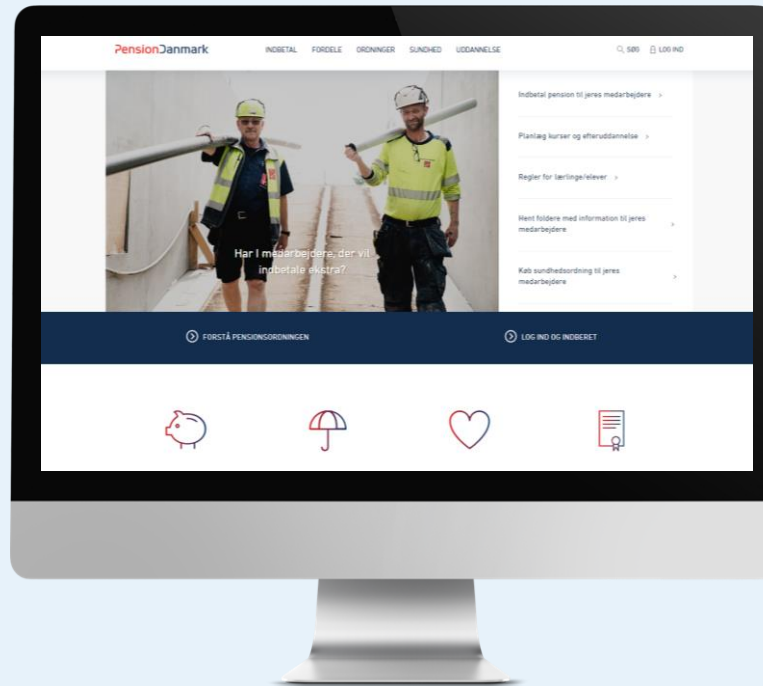 PensionDanmark
INDBETAL FORDELE ORDNINGER SUNDHED UDDANNELSE
SØG LOG IND
Har I medarbejdere, der vil
indbetale ekstra?
Indbetal pension til jeres medarbejdere
Planlæg kurser og efteruddannelse
Regler for lærlinge/elever
Hent foldere med information til jeres
medarbejdere
Køb sundhedsordning til jeres
medarbejdere
FORSTÅ PENSIONSORDNINGEN
LOG IND OG INDBERET